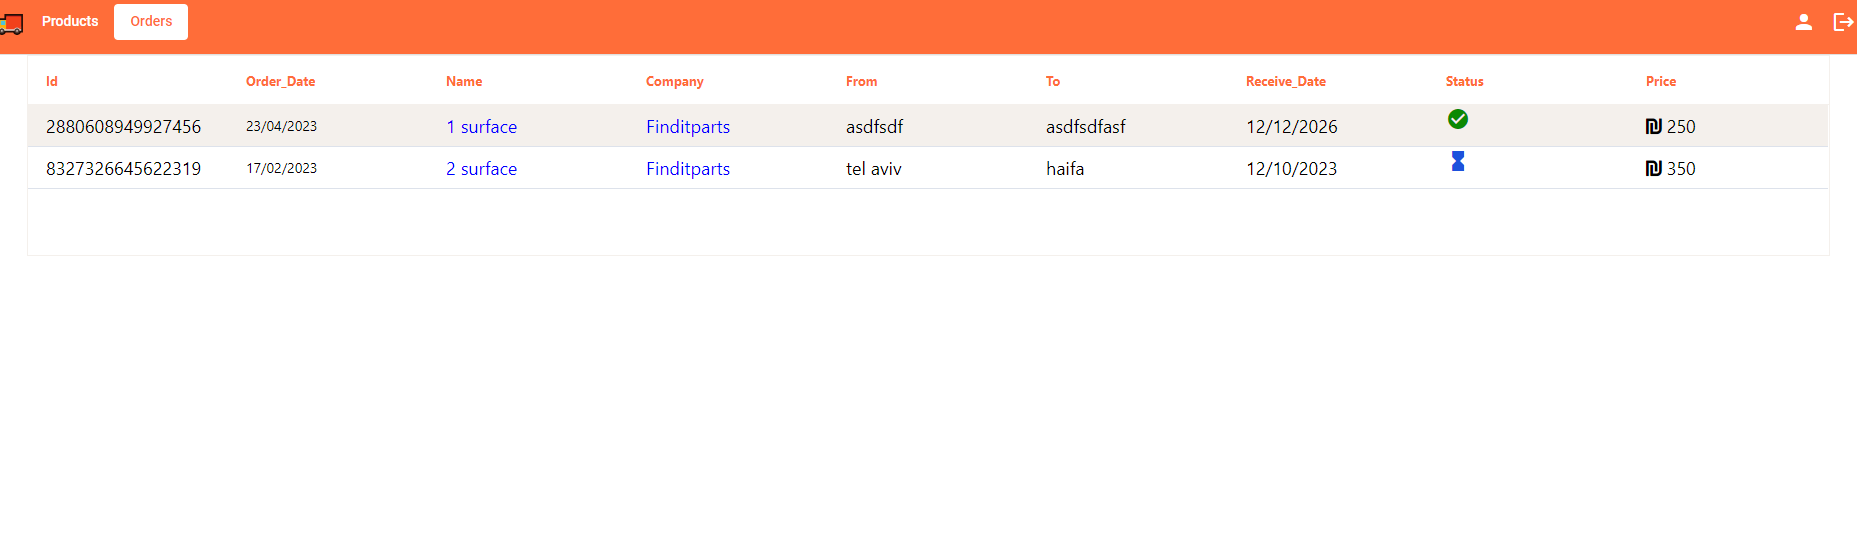 Products Orders
Id Order_Date Name Company From To Receive_Date Status Price
2880608949927456 23/04/2023 1 surface Finditparts asdfsdf asdfsdfasf 12/12/2026 ₪ 250
8327326645622319 17/02/2023 2 surface Finditparts tel aviv haifa 12/10/2023 ₪ 350